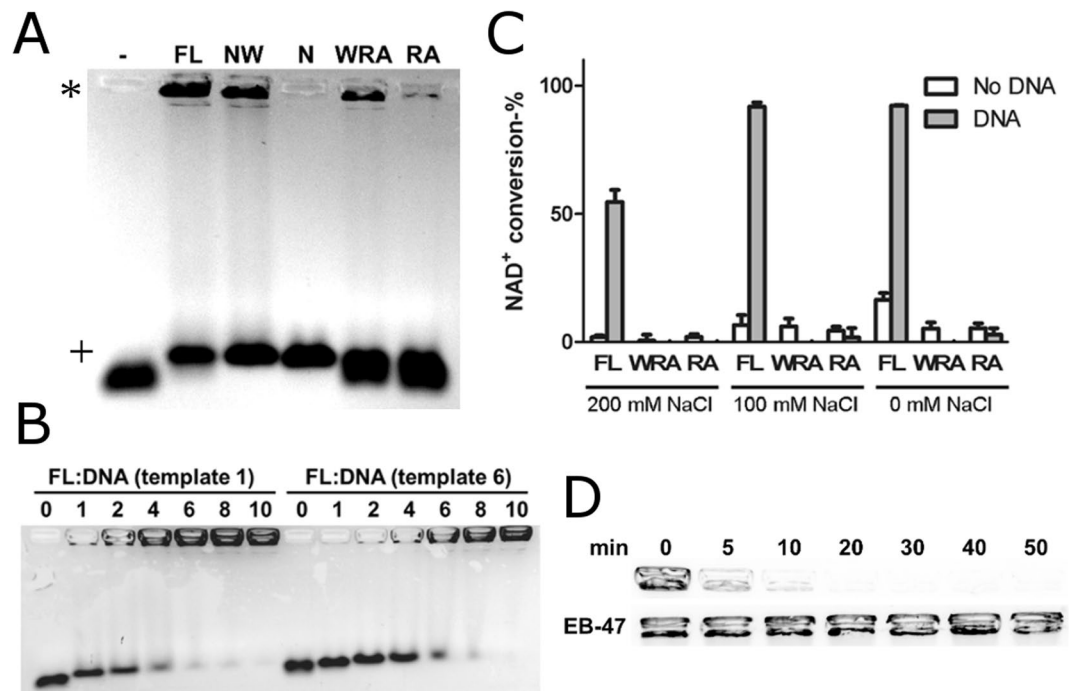 A
- FL NW N WRA RA
*
+
B
FL:DNA (template 1) FL:DNA (template 6)
0 1 2 4 6 8 10 0 1 2 4 6 8 10
C
100
50
0
NAD+ conversion-%
No DNA
DNA
FL WRA RA FL WRA RA FL WRA RA
200 mM NaCl 100 mM NaCl 0 mM NaCl
D
min 0 5 10 20 30 40 50
EB-47